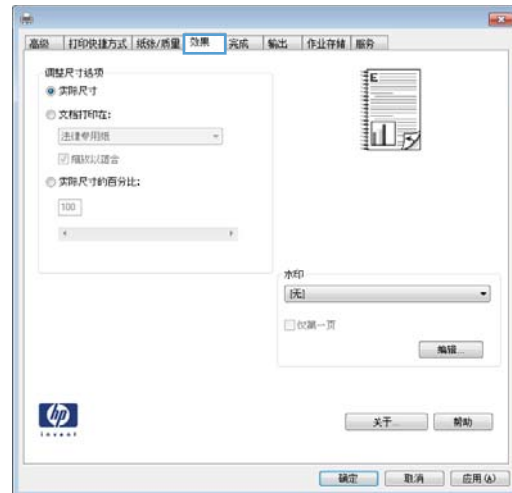 高级 打印快捷方式 纸张/质量 效果 完成 输出 作业存储 服务
调整尺寸选项
实际尺寸
文档打印在:
法律专用纸
缩放以适合
实际尺寸的百分比:
100
E
水印
[无]
仅第一页
编辑...
hp
invent
关于... 帮助
确定 取消 应用(A)